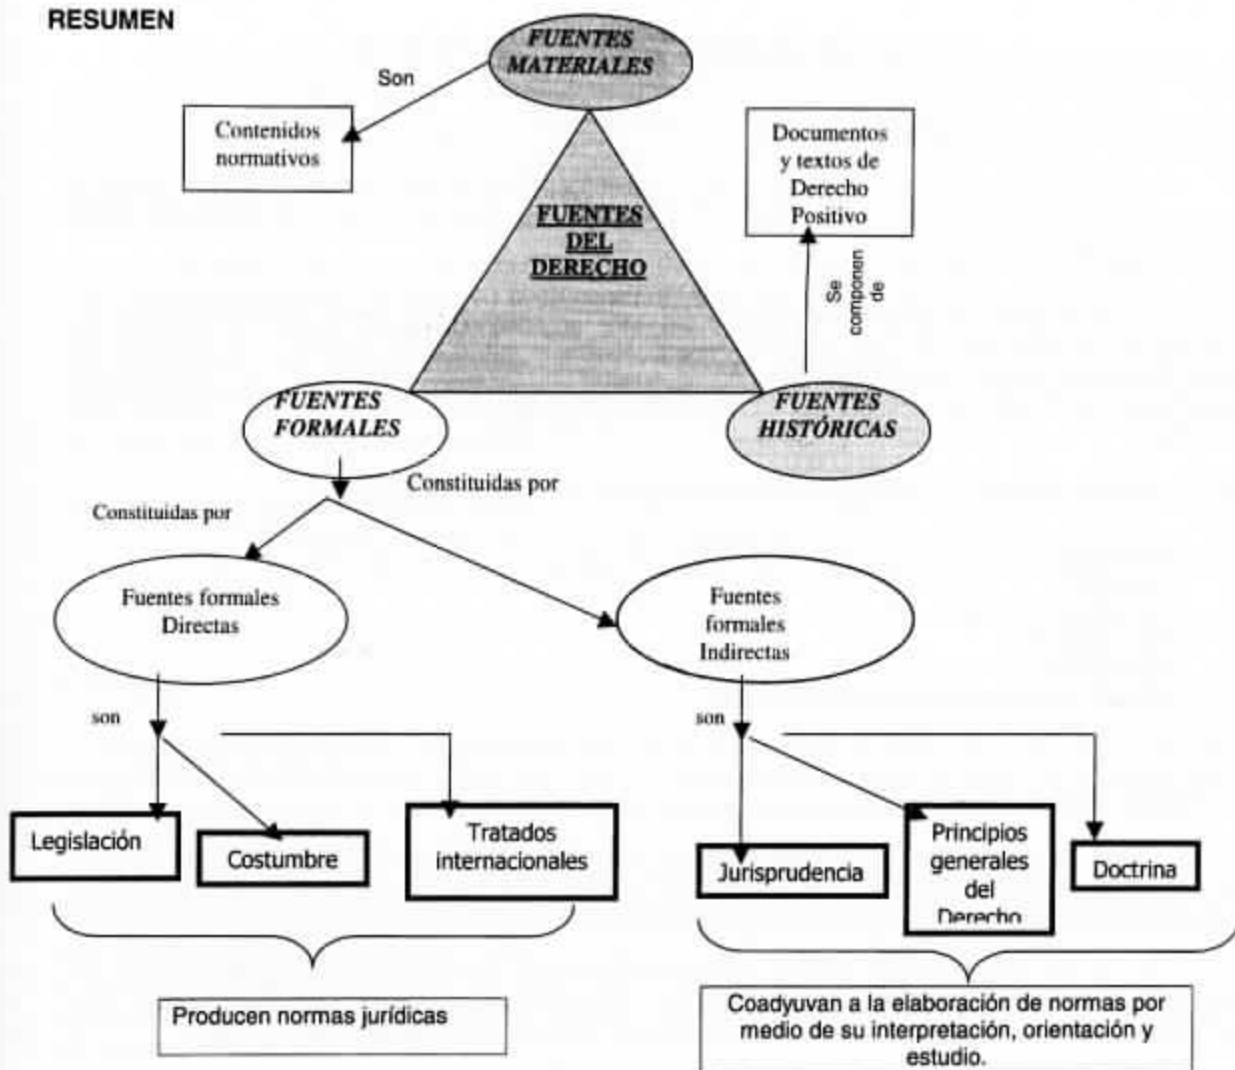 RESUMEN
FUENTES
MATERIALES
Son
Contenidos
normativos
Documentos
y textos de
Derecho
Positivo
FUENTES
DEL
DERECHO
Se
componen
de
FUENTES
FORMALES
FUENTES
HISTÓRICAS
Constituidas por
Constituidas por
Fuentes formales
Directas
Fuentes
formales
Indirectas
son
son
Legislación
Costumbre
Tratados
internacionales
Jurisprudencia
Principios
generales
del
Derecho
Doctrina
Producen normas jurídicas
Coadyuvan a la elaboración de normas por
medio de su interpretación, orientación y
estudio.